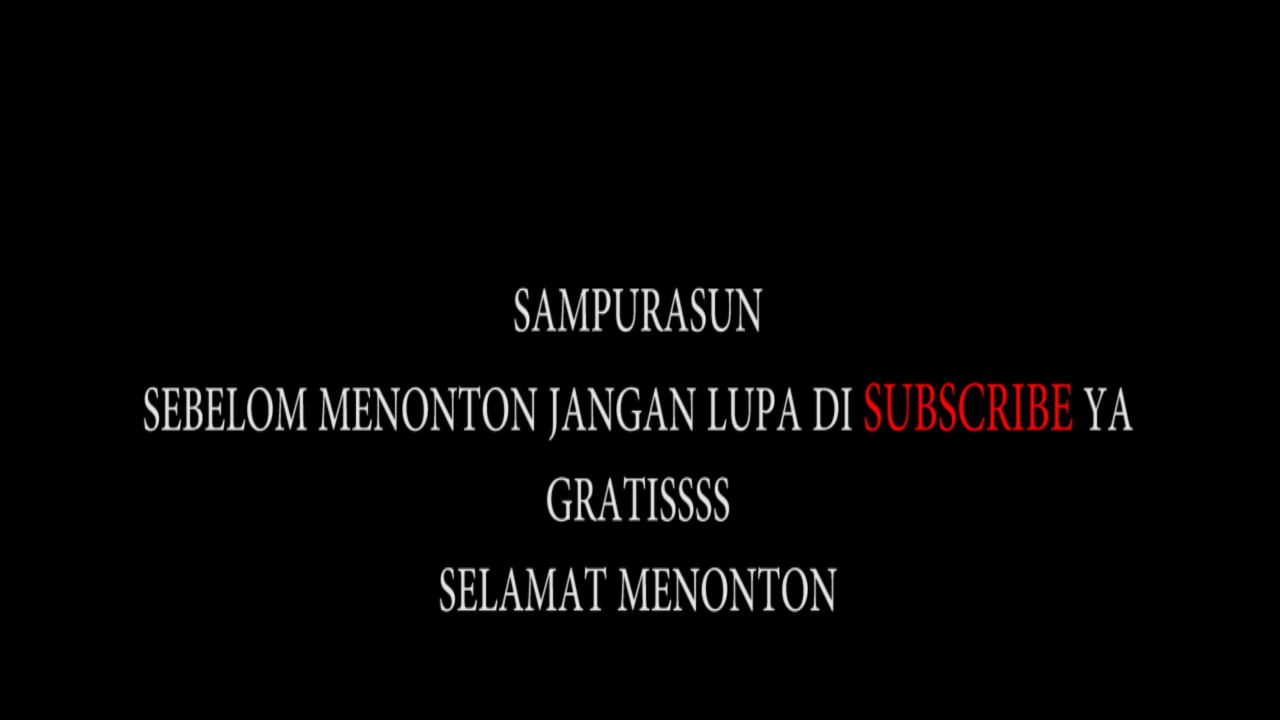 SAMPURASUN
SEBELOM MENONTON JANGAN LUPA DI SUBSCRIBE YA
GRATISSSS
SELAMAT MENONTON